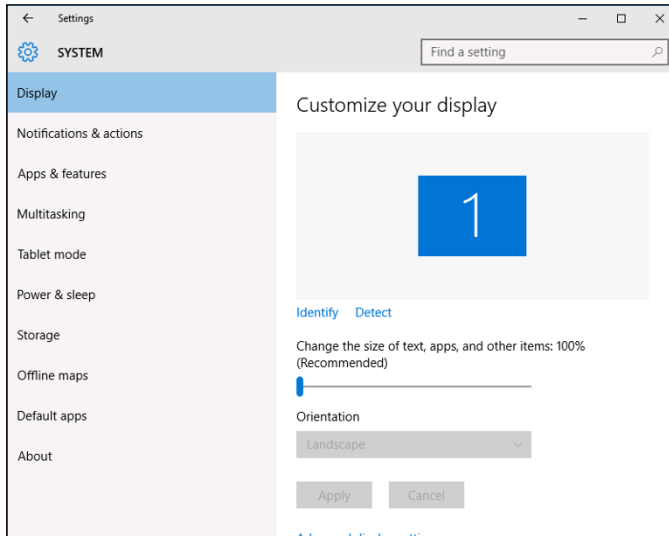 Settings
SYSTEM
Find a setting
Display
Notifications & actions
Apps & features
Multitasking
Tablet mode
Power & sleep
Storage
Offline maps
Default apps
About
Customize your display
1
Identify Detect
Change the size of text, apps, and other items: 100%
(Recommended)
Orientation
Landscape
Apply Cancel